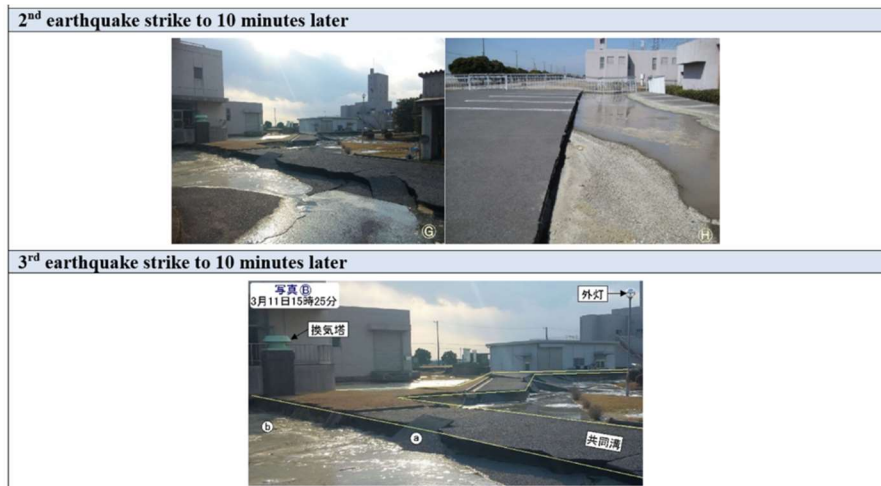 2nd earthquake strike to 10 minutes later
Ⓖ
Ⓗ
3rd earthquake strike to 10 minutes later
写真Ⓑ
3月11日15時25分
外灯
換気塔
ⓑ
ⓐ
共同溝